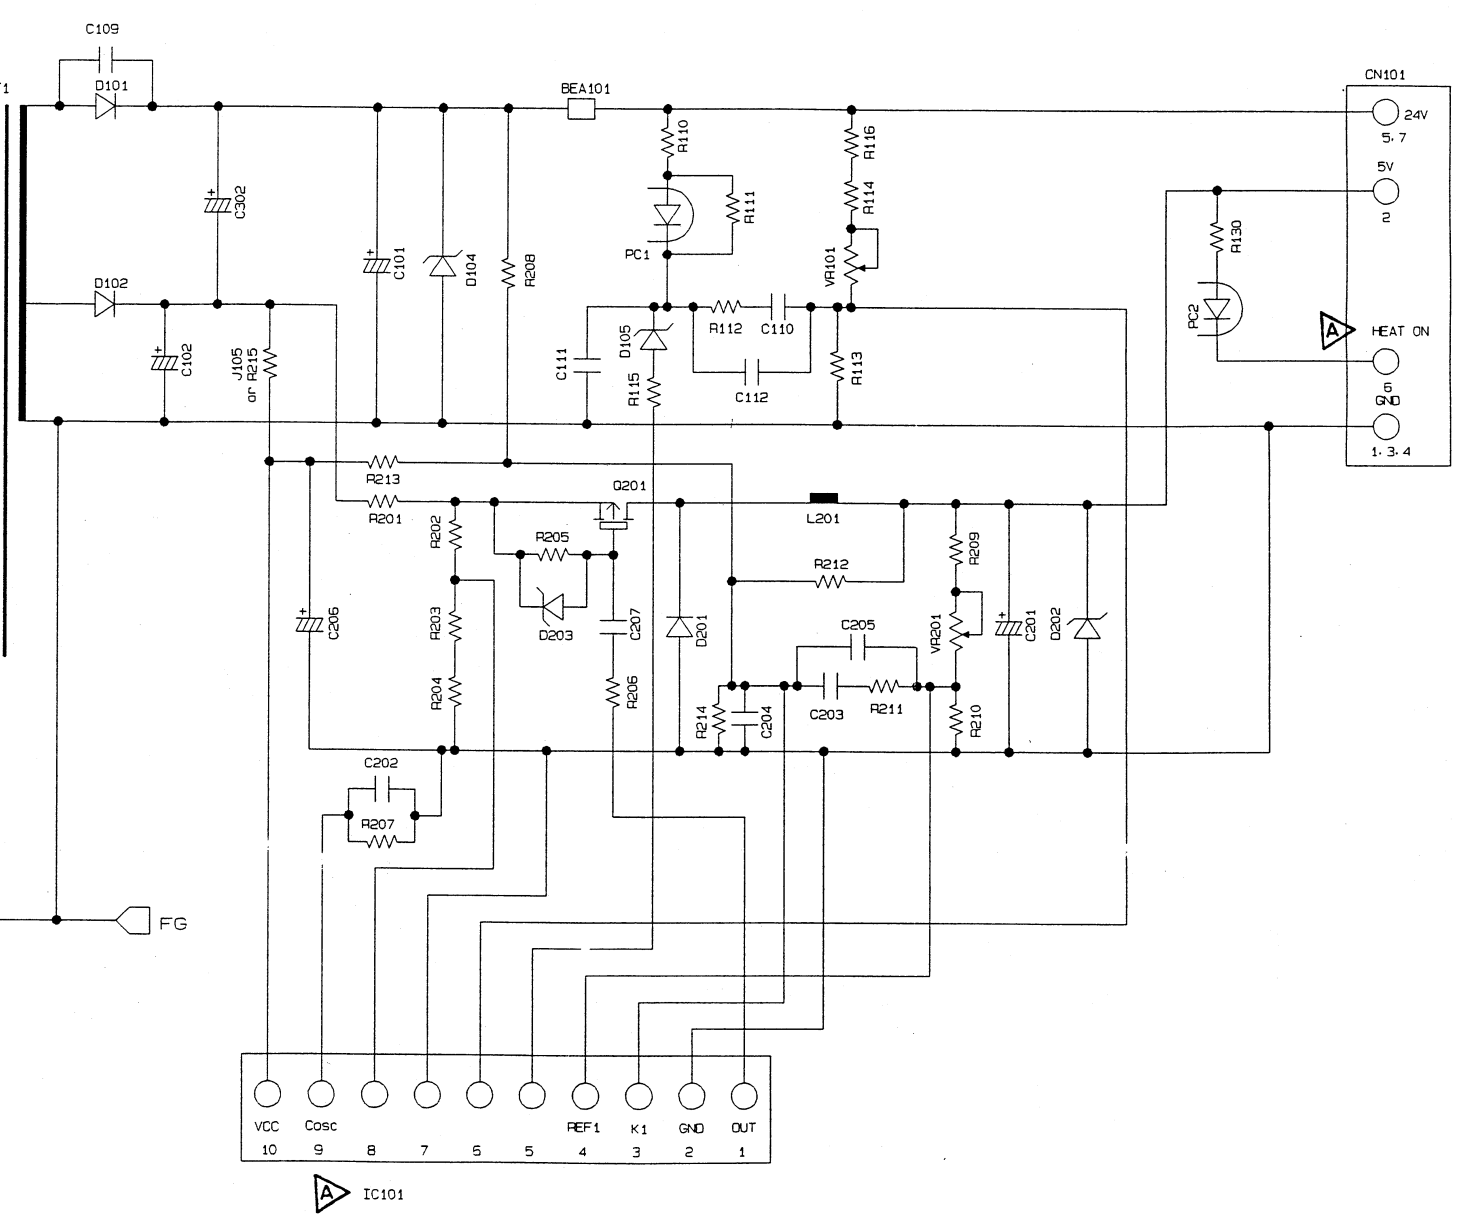 C109
T1
D101
BEA101
CN101
24V
5,7
5V
2
R110
R116
R114
R111
PC1
VR101
C302
C101
D104
R208
R130
PC2
A
HEAT ON
6
GND
1,3,4
D102
C102
J105
or R215
D105
R112
C110
C111
R115
C112
R113
R213
R201
Q201
L201
R202
R205
R212
R209
C206
R203
D203
C207
D201
C205
VR201
C201
D202
R204
R206
R214
C204
C203
R211
R210
C202
R207
FG
VCC
Cosc
REF1
K1
GND
OUT
10
9
8
7
6
5
4
3
2
1
A
IC101